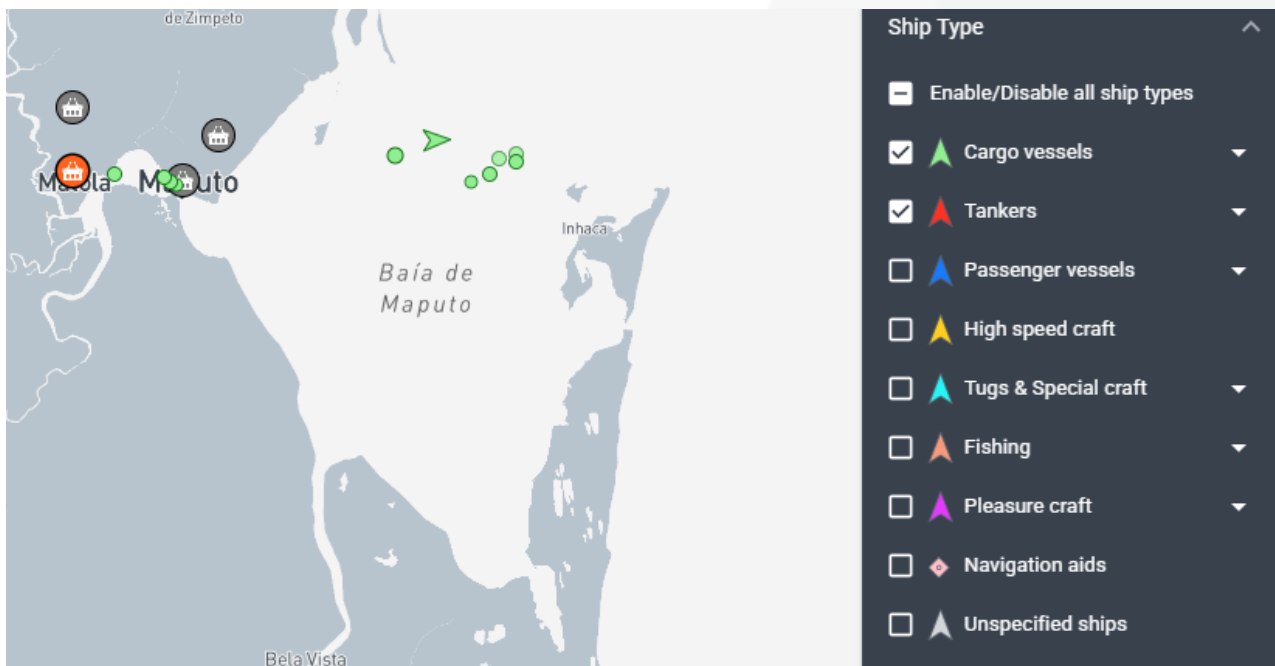 de Zimpeto
Matola
Maputo
Inhaca
Baía de
Maputo
Bela Vista
Ship Type
Enable/Disable all ship types
Cargo vessels
Tankers
Passenger vessels
High speed craft
Tugs & Special craft
Fishing
Pleasure craft
Navigation aids
Unspecified ships